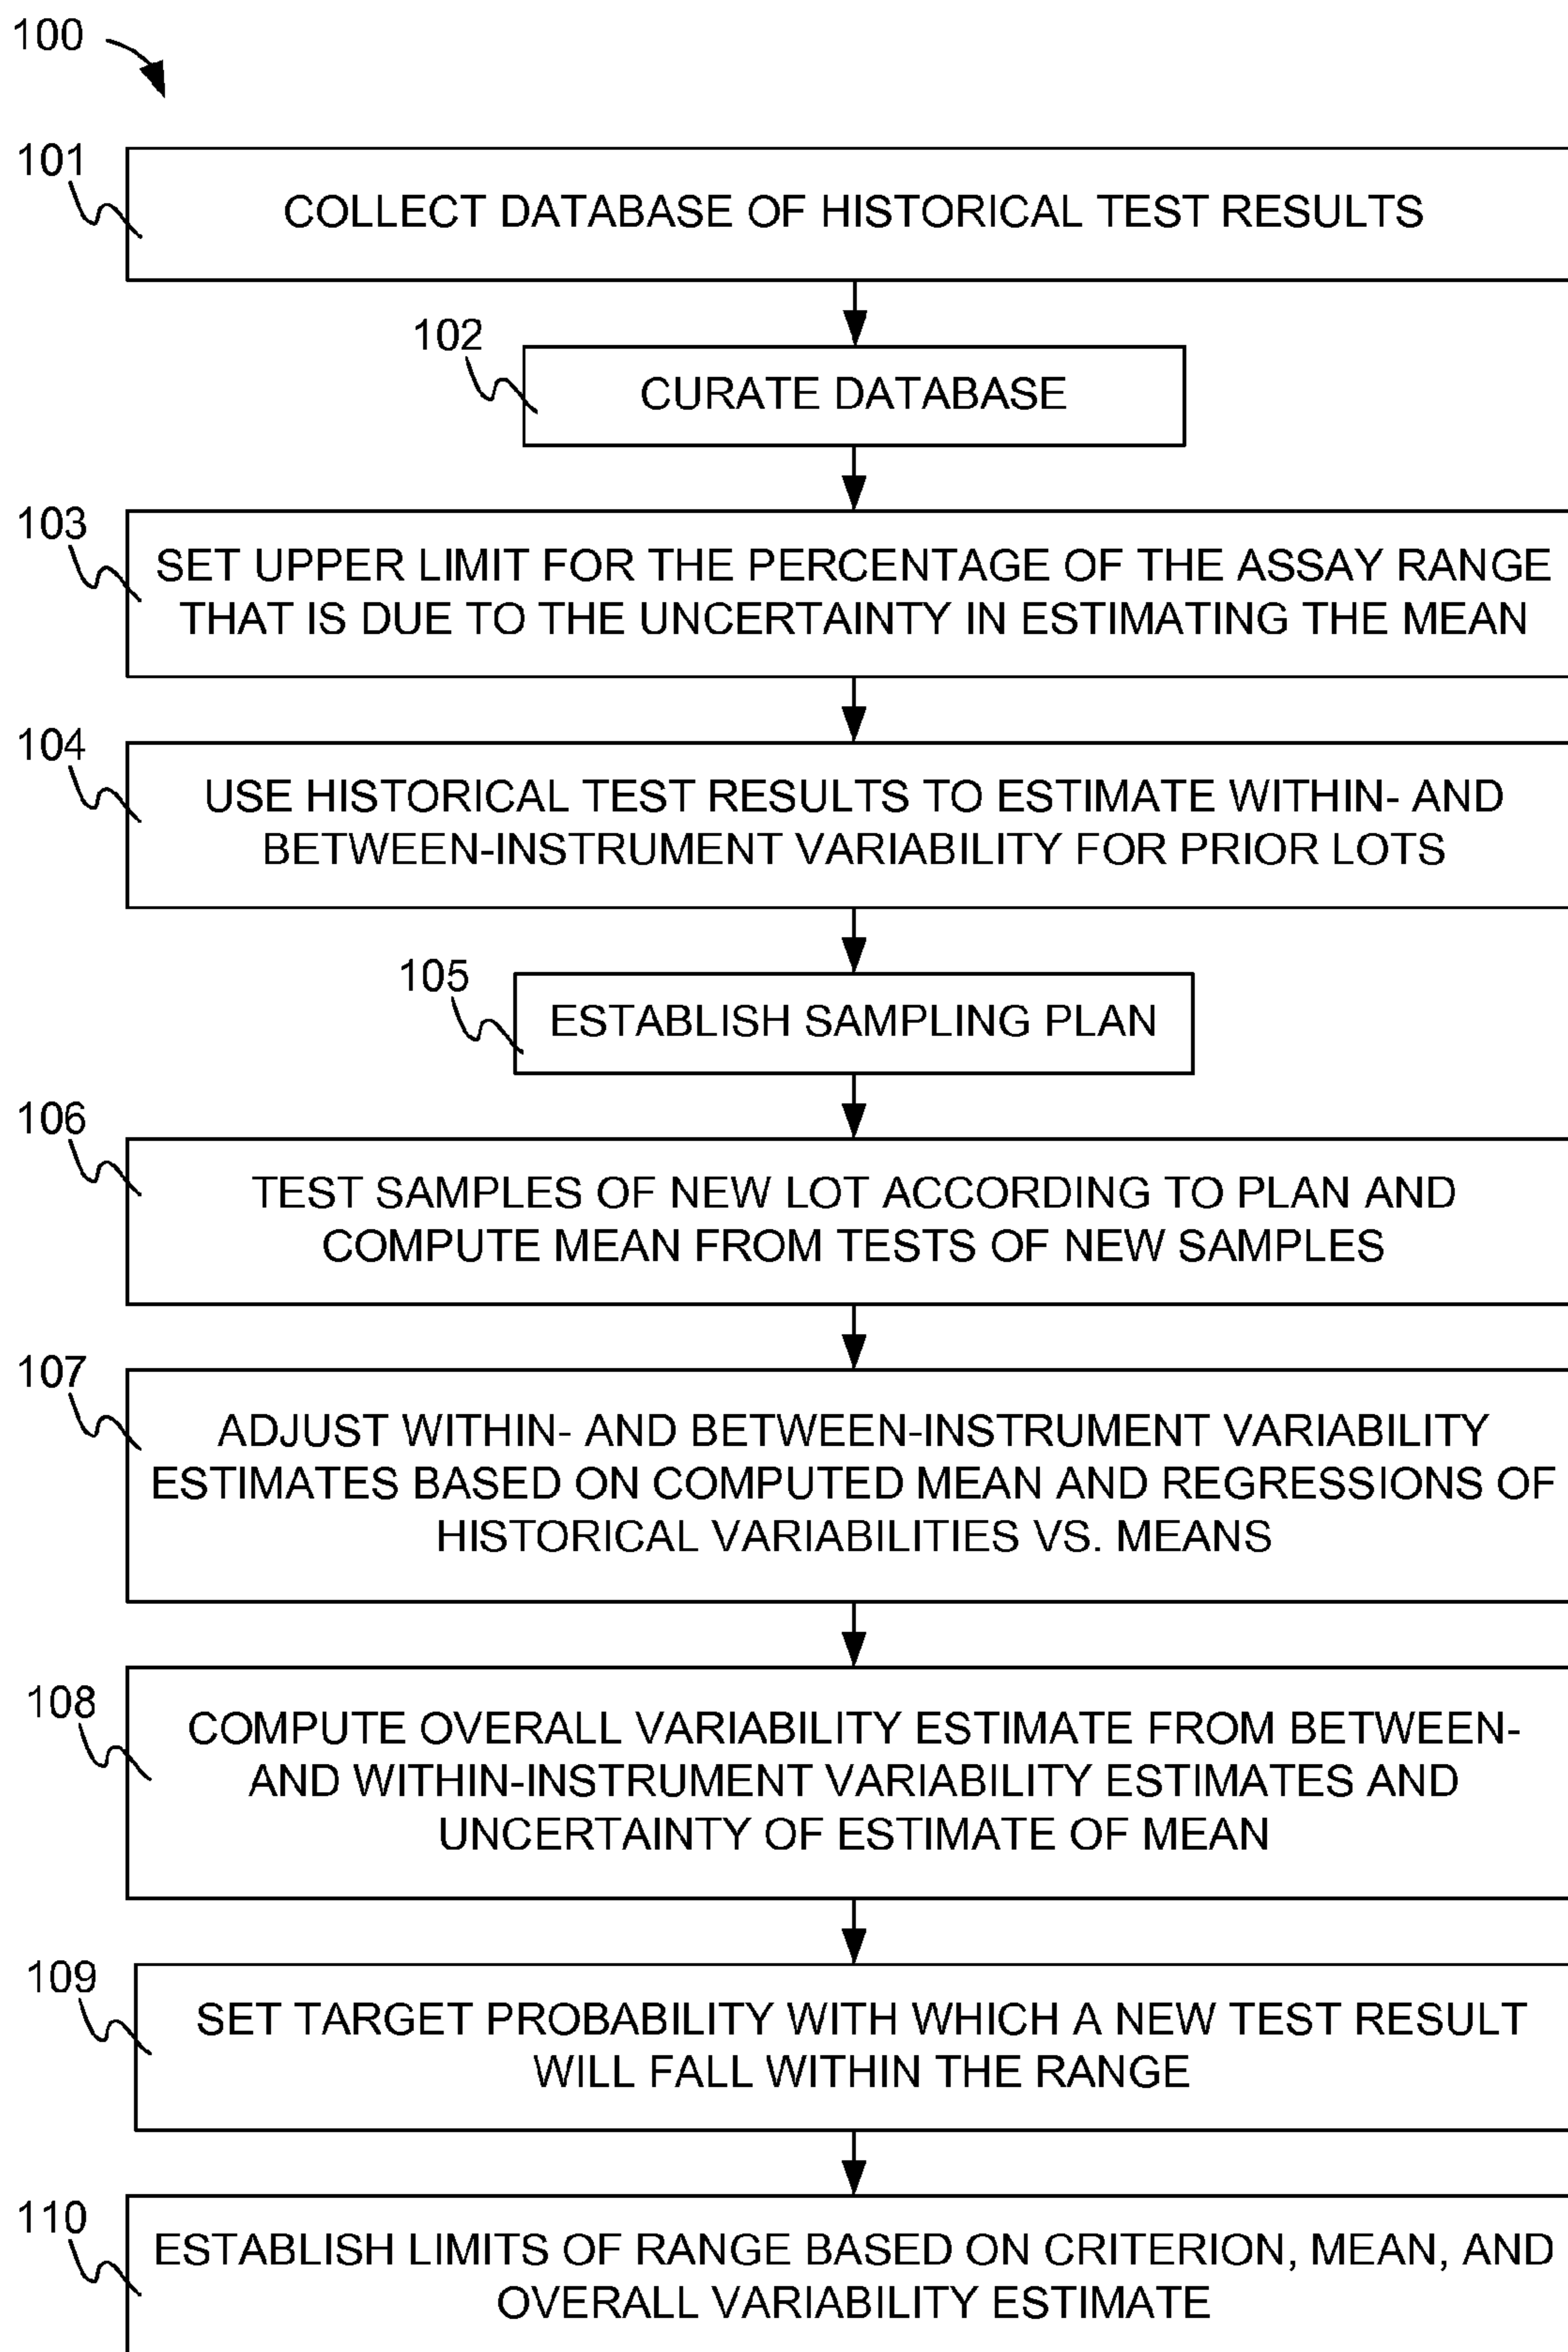 100
101
COLLECT DATABASE OF HISTORICAL TEST RESULTS
102
CURATE DATABASE
103
SET UPPER LIMIT FOR THE PERCENTAGE OF THE ASSAY RANGE
THAT IS DUE TO THE UNCERTAINTY IN ESTIMATING THE MEAN
104
USE HISTORICAL TEST RESULTS TO ESTIMATE WITHIN- AND
BETWEEN-INSTRUMENT VARIABILITY FOR PRIOR LOTS
105
ESTABLISH SAMPLING PLAN
106
TEST SAMPLES OF NEW LOT ACCORDING TO PLAN AND
COMPUTE MEAN FROM TESTS OF NEW SAMPLES
107
ADJUST WITHIN- AND BETWEEN-INSTRUMENT VARIABILITY
ESTIMATES BASED ON COMPUTED MEAN AND REGRESSIONS OF
HISTORICAL VARIABILITIES VS. MEANS
108
COMPUTE OVERALL VARIABILITY ESTIMATE FROM BETWEEN-
AND WITHIN-INSTRUMENT VARIABILITY ESTIMATES AND
UNCERTAINTY OF ESTIMATE OF MEAN
109
SET TARGET PROBABILITY WITH WHICH A NEW TEST RESULT
WILL FALL WITHIN THE RANGE
110
ESTABLISH LIMITS OF RANGE BASED ON CRITERION, MEAN, AND
OVERALL VARIABILITY ESTIMATE